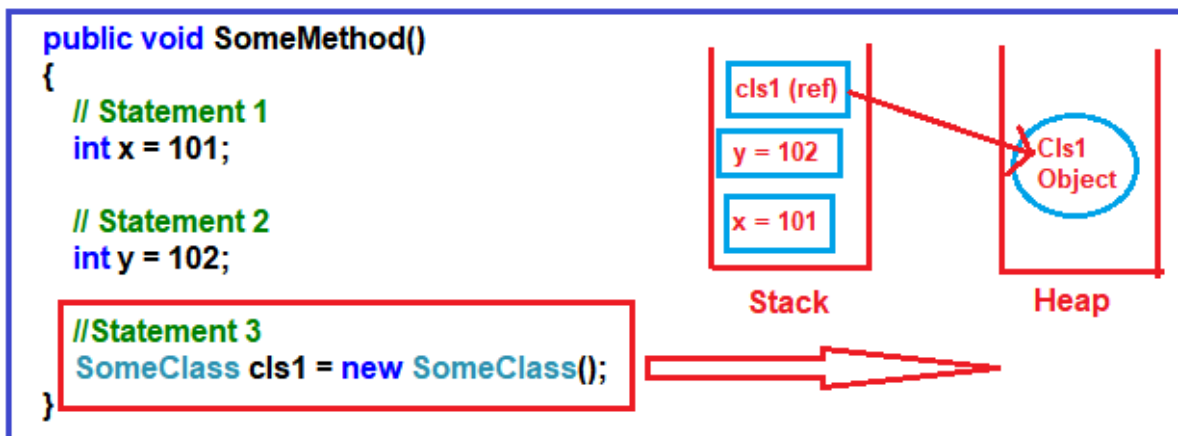 public void SomeMethod()
{
// Statement 1
int x = 101;
// Statement 2
int y = 102;
//Statement 3
SomeClass cls1 = new SomeClass();
}
cls1 (ref)
y = 102
x = 101
Stack
Cls1
Object
Heap